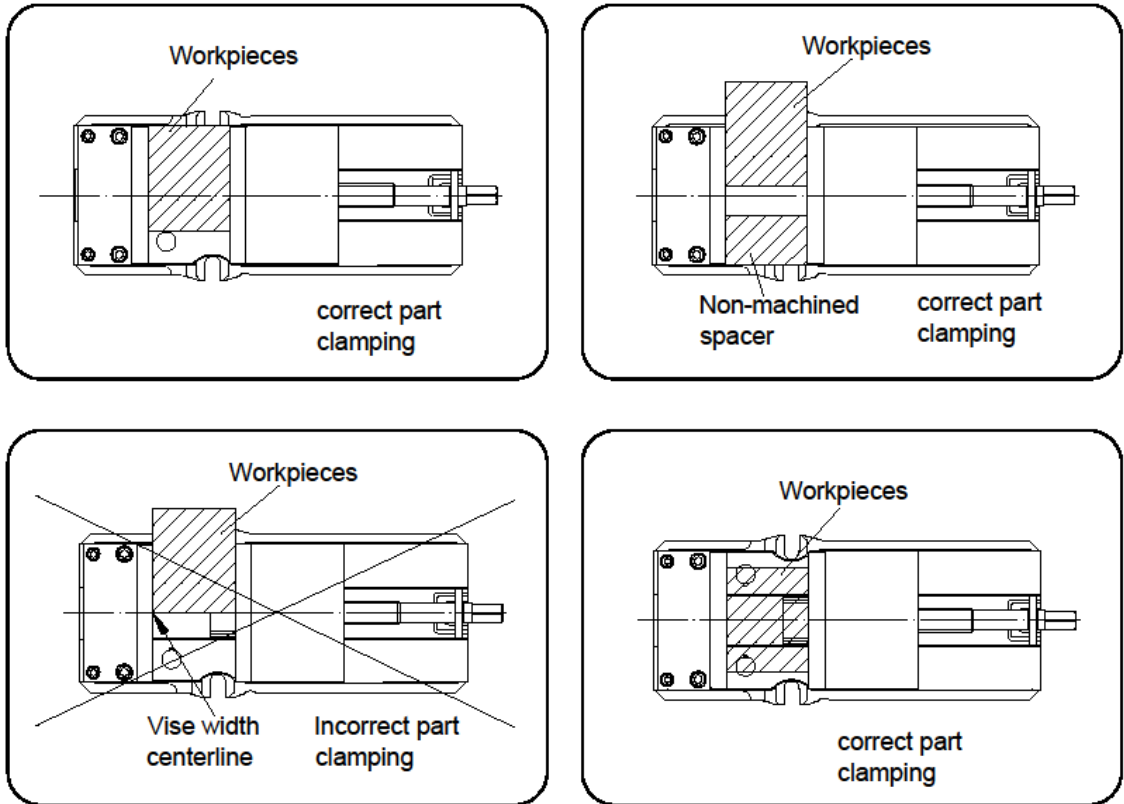 Workpieces
correct part
clamping
Workpieces
Non-machined
spacer
correct part
clamping
Workpieces
Vise width
centerline
Incorrect part
clamping
Workpieces
correct part
clamping